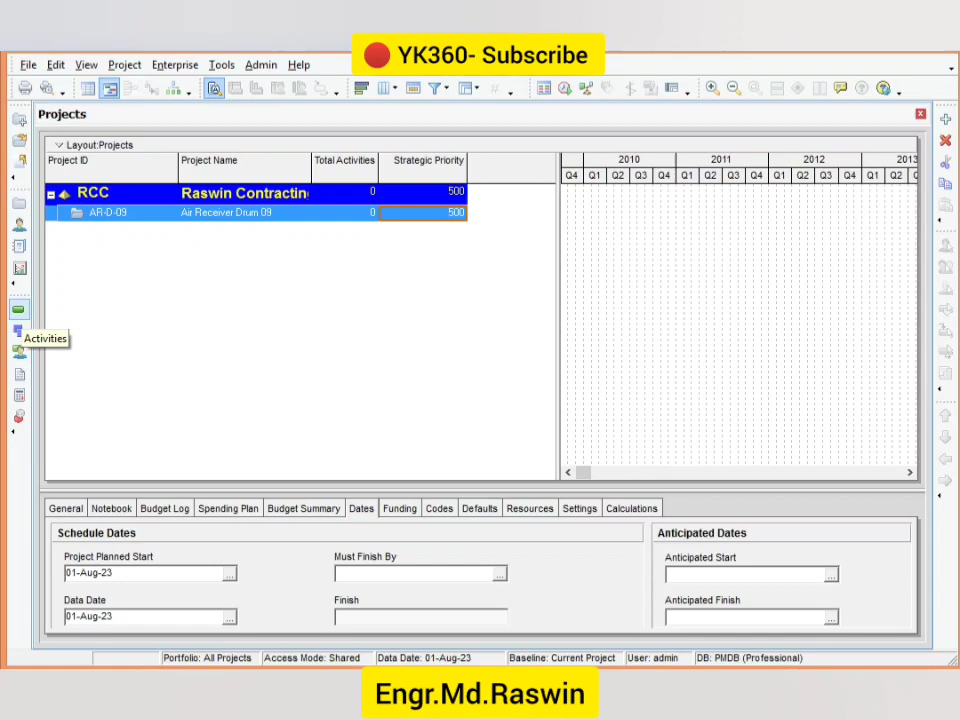 YK360- Subscribe
File Edit View Project Enterprise Tools Admin Help
Projects
Layout:Projects
Project ID Project Name Total Activities Strategic Priority
2010 2011 2012 2013
Q4 Q1 Q2 Q3 Q4 Q1 Q2 Q3 Q4 Q1 Q2 Q3 Q4 Q1 Q2
RCC Raswin Contractin 0 500
AR-D-09 Air Receiver Drum 09 0 500
Activities
General Notebook Budget Log Spending Plan Budget Summary Dates Funding Codes Defaults Resources Settings Calculations
Schedule Dates Anticipated Dates
Project Planned Start Must Finish By Anticipated Start
01-Aug-23
Data Date Finish Anticipated Finish
01-Aug-23
Portfolio: All Projects Access Mode: Shared Data Date: 01-Aug-23 Baseline: Current Project User: admin DB: PMDB (Professional)
Engr.Md.Raswin